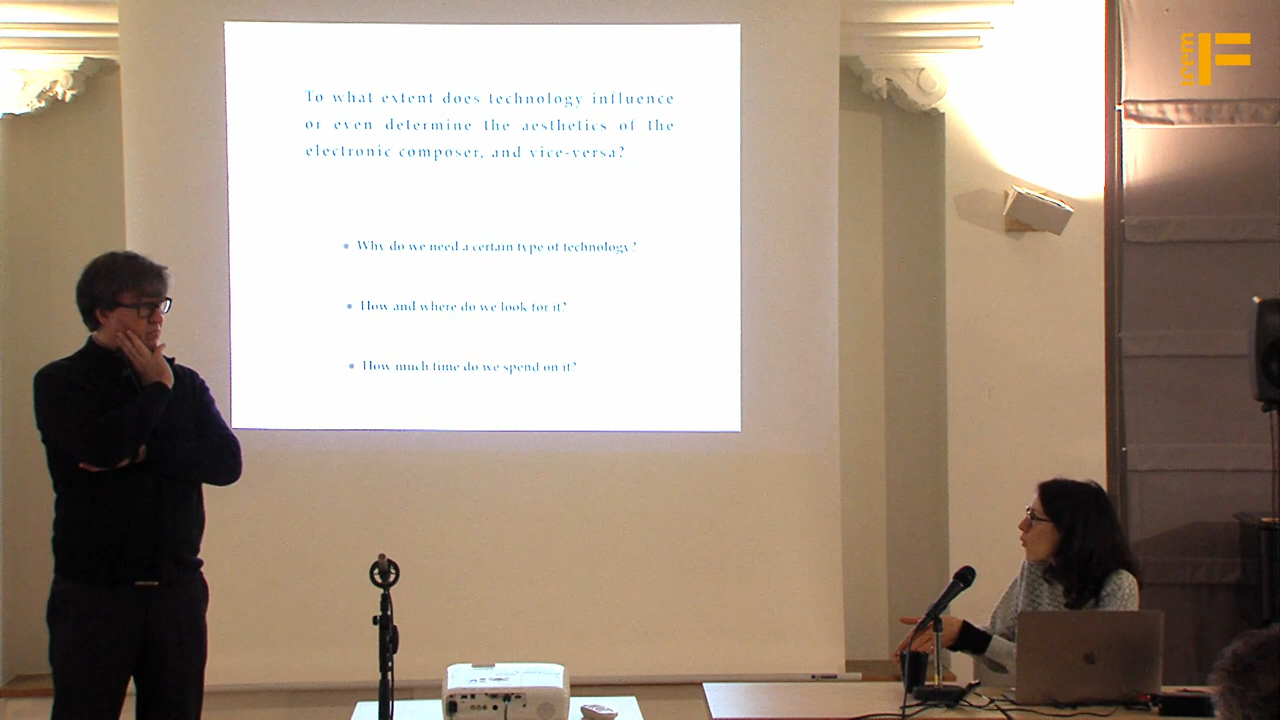 To what extent does technology influence
or even determine the aesthetics of the
electronic composer, and vice-versa?
• Why do we need a certain type of technology?
• How and where do we look for it?
• How much time do we spend on it?
ircam